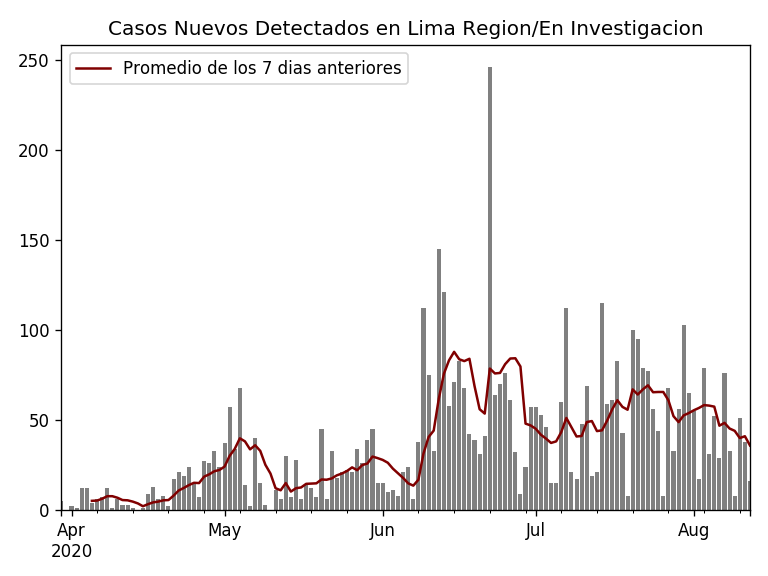 Casos Nuevos Detectados en Lima Region/En Investigacion
Promedio de los 7 dias anteriores
250
200
150
100
50
0
Apr May Jun Jul Aug
2020